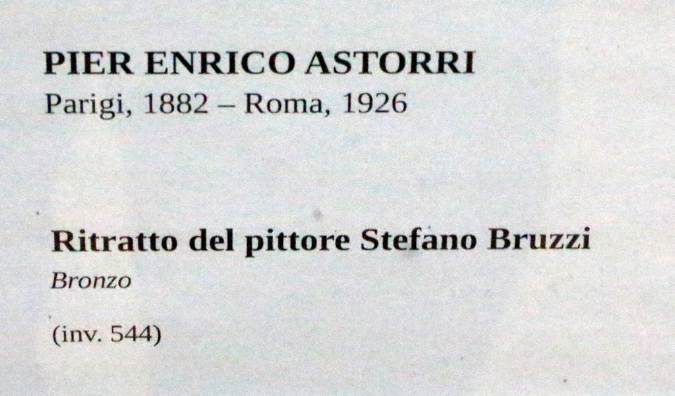 PIER ENRICO ASTORRI
Parigi, 1882 – Roma, 1926
Ritratto del pittore Stefano Bruzzi
Bronzo
(inv. 544)